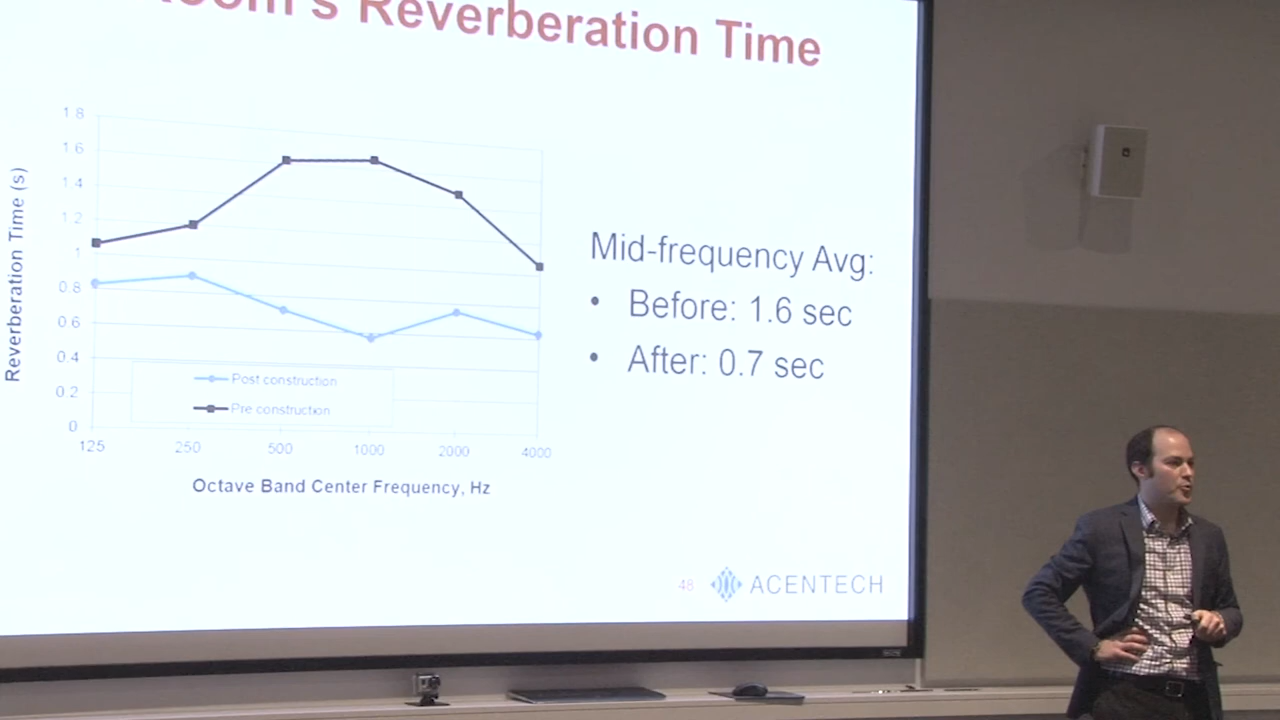 Reverberation Time
1.8
1.6
1.4
1.2
1
0.8
0.6
0.4
0.2
0
Reverberation Time (s)
Post construction
Pre construction
125 250 500 1000 2000 4000
Octave Band Center Frequency, Hz
Mid-frequency Avg:
• Before: 1.6 sec
• After: 0.7 sec
48 ACENTECH